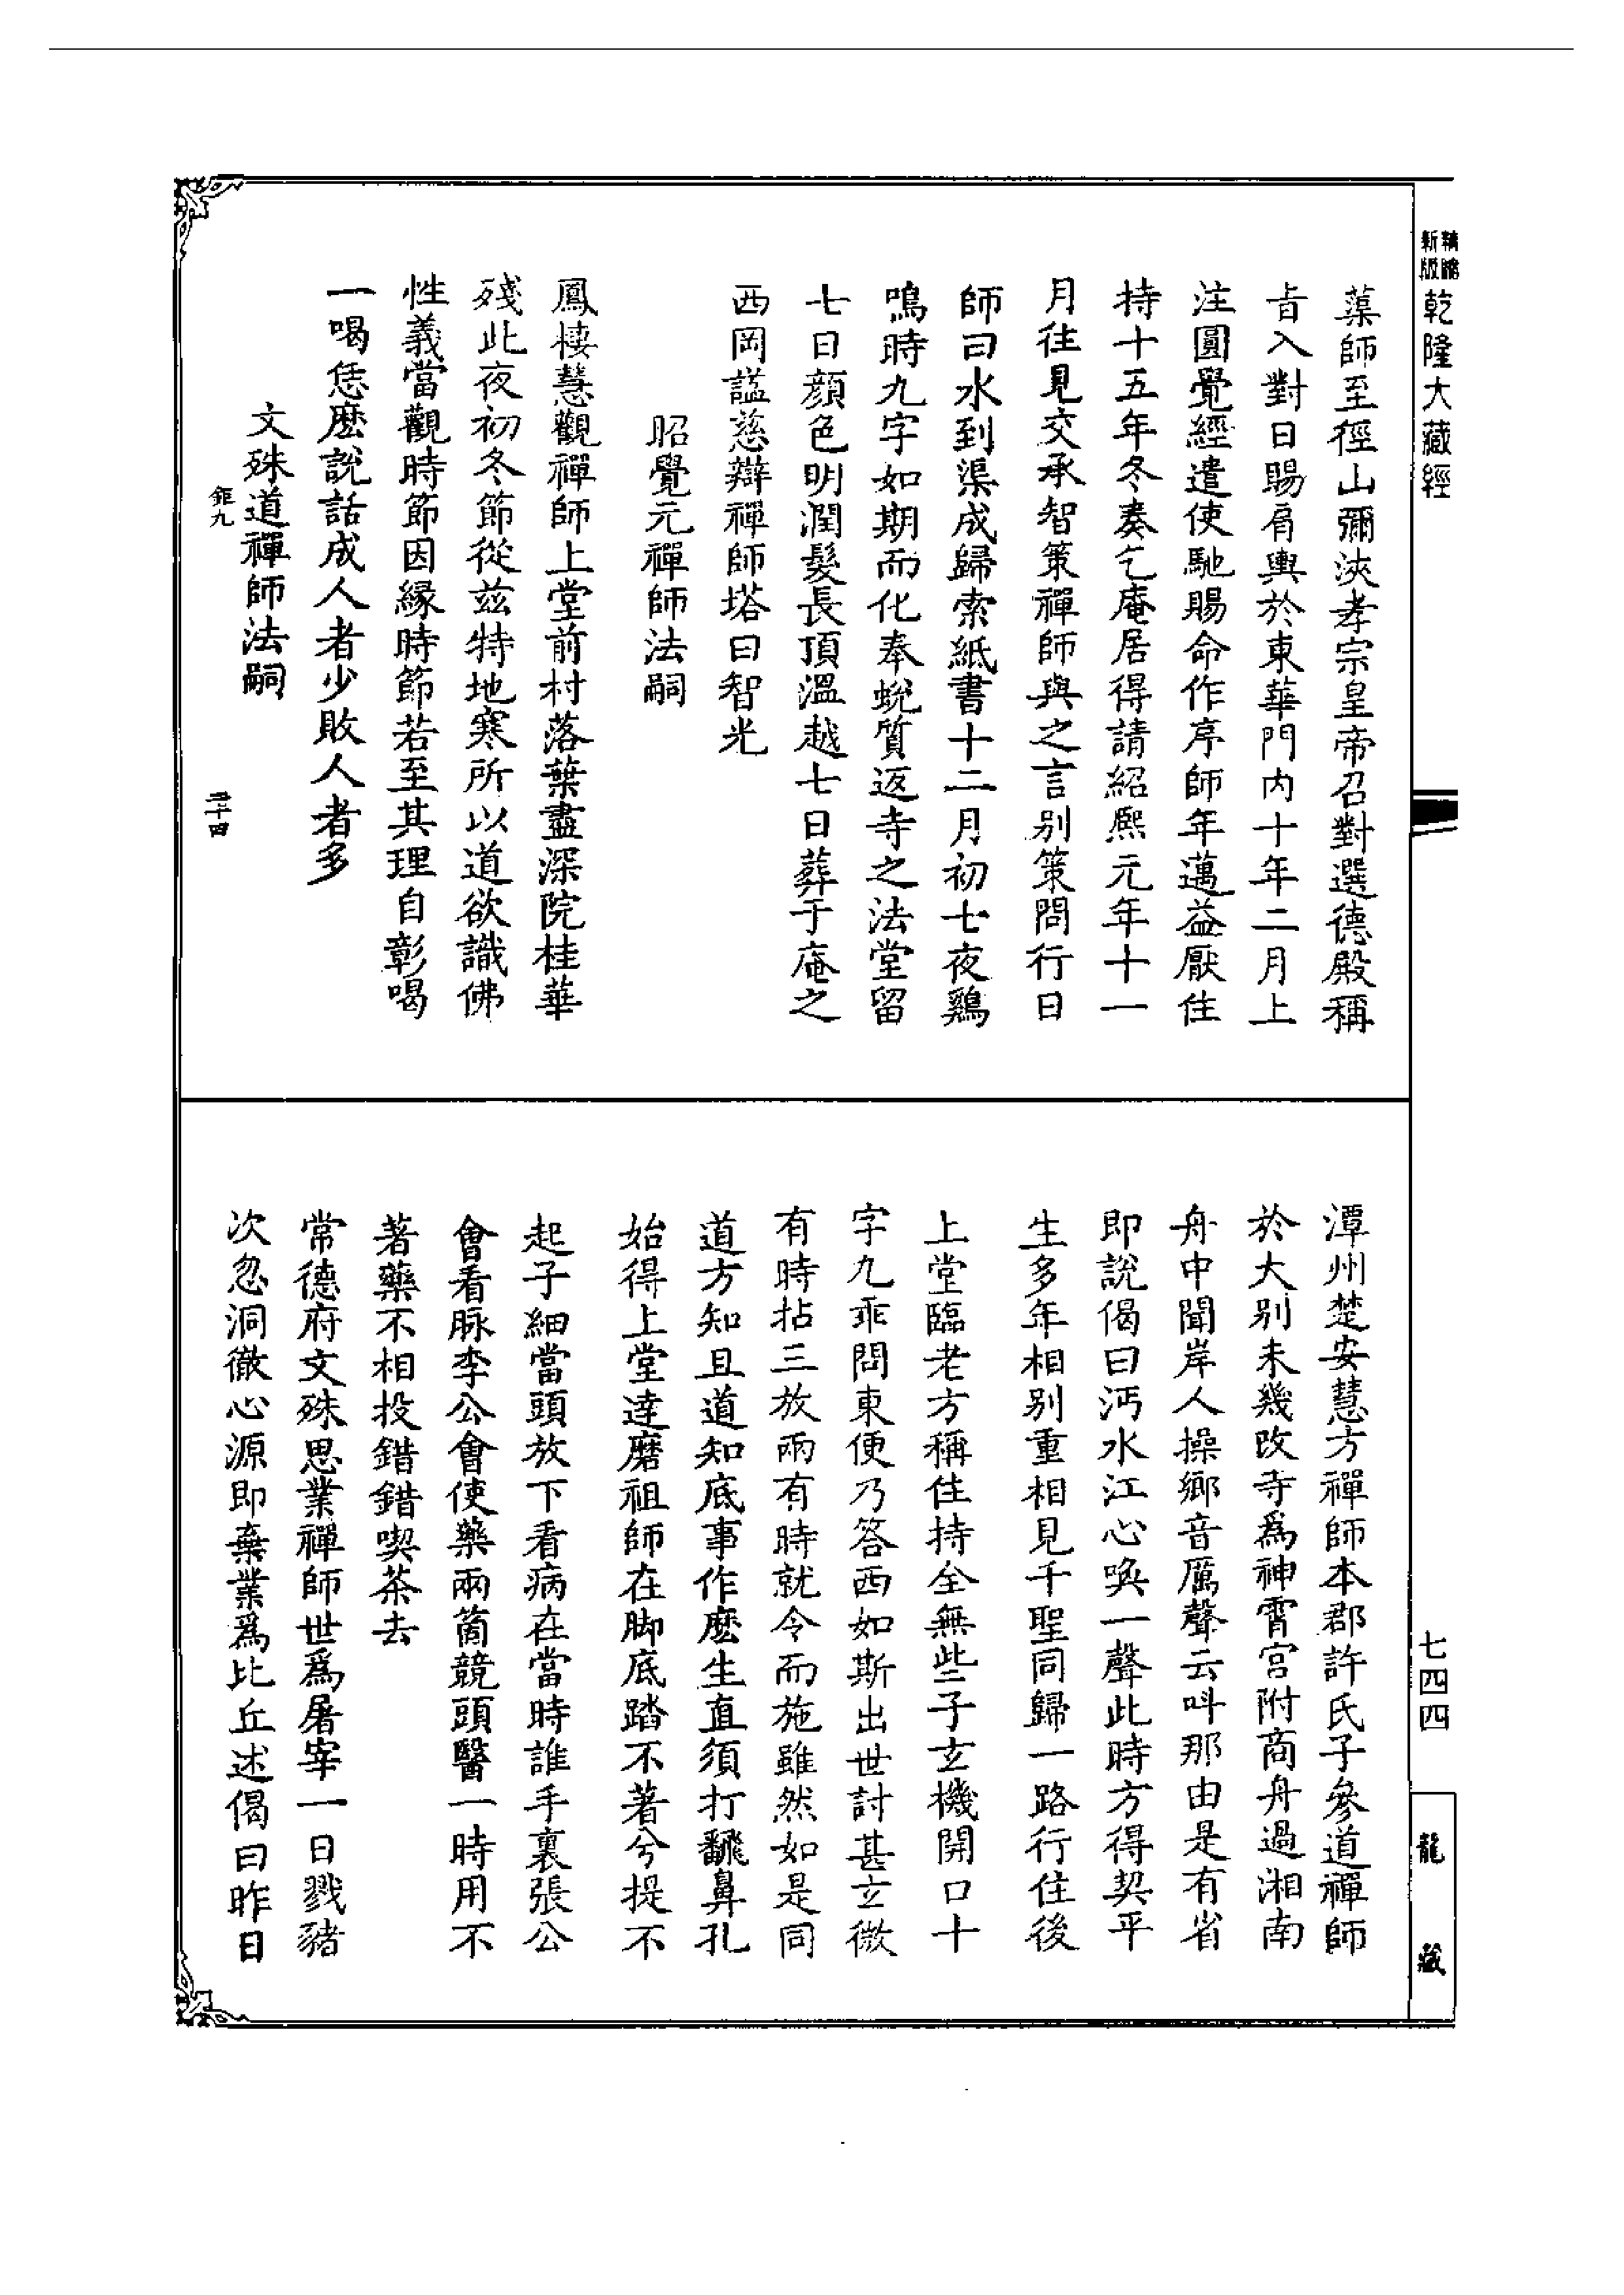 新版
乾隆大藏經
蕖師至徑山彌浹孝宗皇帝召對選德殿稱
旨入對日賜肩輿於東華門内十年二月上
注圓覺經遣使馳賜命作序師年邁益厭住
持十五年冬奏乞庵居得請紹熙元年十一
月往見交承智策禪師與之言别策問行日
師曰水到渠成歸索紙書十二月初七夜鷄
鳴時九字如期而化奉蛻質返寺之法堂留
七日顔色明潤髮長頂溫越七日葬于庵之
西岡謚慈辯禪師塔曰智光
昭覺元禪師法嗣
鳳棲慧觀禪師上堂前村落葉盡深院桂華
殘此夜初冬節從兹特地寒所以道欲識佛
性義當觀時節因緣時節若至其理自彰喝
一喝恁麽說話成人者少敗人者多
文殊道禪師法嗣
鉅九
二十四
潭州楚安慧方禪師本郡許氏子參道禪師
於大别未幾改寺爲神霄宮附商舟過湘南
舟中聞岸人操鄉音厲聲云叫那由是有省
即說偈曰沔水江心喚一聲此時方得契平
生多年相别重相見千聖同歸一路行住後
上堂臨老方稱住持全無些子玄機開口十
字九乖問東便乃答西如斯出世討甚玄微
有時拈三放兩有時就令而施雖然如是同
道方知且道知底事作麽生直須打飜鼻孔
始得上堂達磨祖師在脚底踏不著兮提不
起子細當頭放下看病在當時誰手裏張公
會看脉李公會使藥兩箇競頭醫一時用不
著藥不相投錯錯喫茶去
常德府文殊思業禪師世爲屠宰一日戮豬
次忽洞徹心源即棄業爲比丘述偈曰昨日
七四四
龍藏